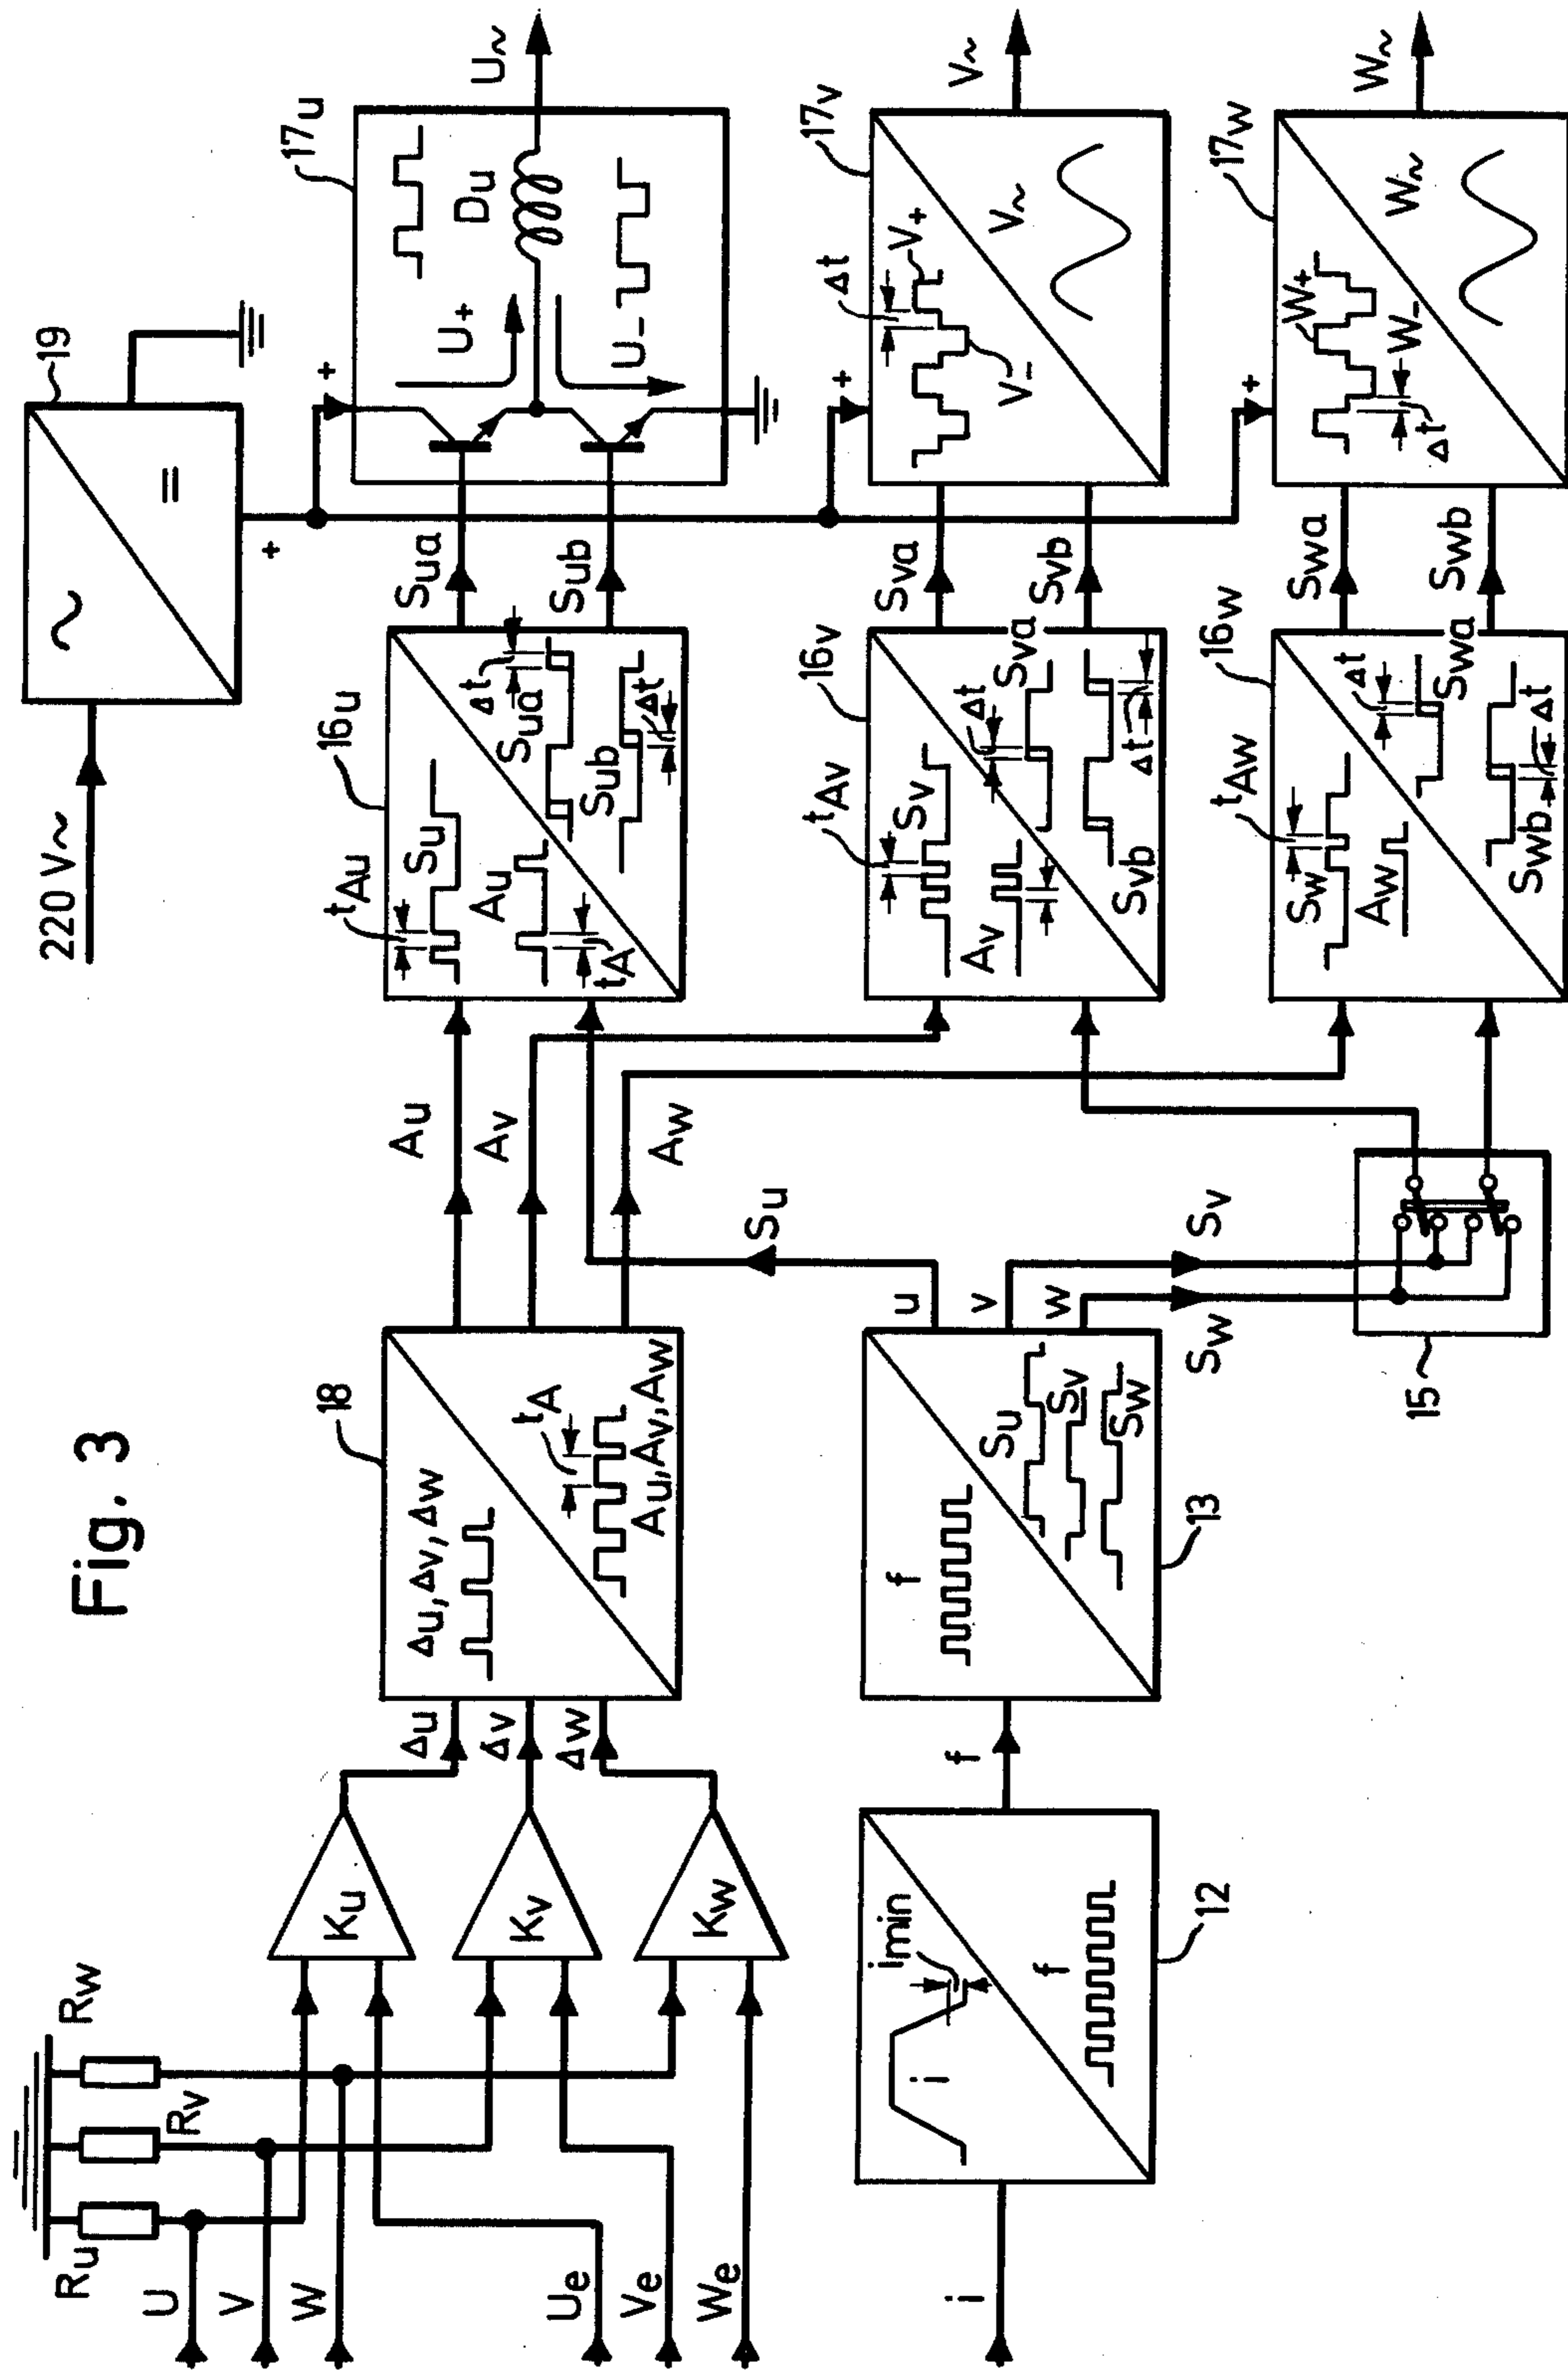 Fig. 3
220 V~
19
~
=
+
Ru
Rv
Rw
U
V
W
Ue
Ve
We
Ku
Kv
Kw
Δu
Δv
Δw
18
Δu, Δv, Δw
tA
Au, Av, Aw
Au
Av
Aw
16u
tAu
Su
Au
tA
Δt
Sua
Sub
Δt
Sua
Sub
17u
+
U+
U-
Du
U~
i
imin
i
f
12
f
f
Su
Sv
Sw
13
u
v
w
Su
Sv
Sw
15
16v
tAv
Sv
Av
Δt
Sva
Svb
Δt
Sva
Svb
17v
+
Δt
V+
V-
V~
V~
16w
tAw
Sw
Aw
Δt
Swa
Swb
Δt
Swa
Swb
17w
+
W+
W-
Δt
W~
W~